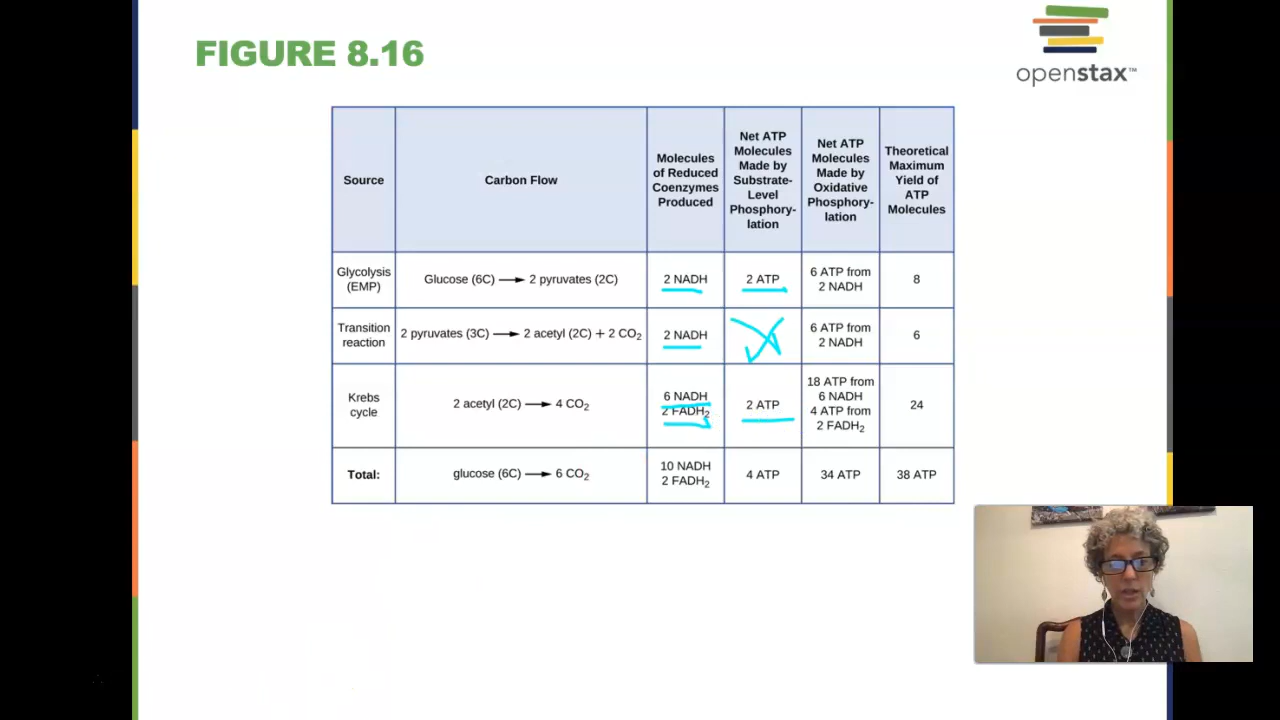 FIGURE 8.16
openstax™
Source
Carbon Flow
Molecules
of Reduced
Coenzymes
Produced
Net ATP
Molecules
Made by
Substrate-
Level
Phosphory-
lation
Net ATP
Molecules
Made by
Oxidative
Phosphory-
lation
Theoretical
Maximum
Yield of
ATP
Molecules
Glycolysis
(EMP)
Glucose (6C) → 2 pyruvates (2C)
2 NADH
2 ATP
6 ATP from
2 NADH
8
Transition
reaction
2 pyruvates (3C) → 2 acetyl (2C) + 2 CO₂
2 NADH
6 ATP from
2 NADH
6
Krebs
cycle
2 acetyl (2C) → 4 CO₂
6 NADH
2 FADH₂
2 ATP
18 ATP from
6 NADH
4 ATP from
2 FADH₂
24
Total:
glucose (6C) → 6 CO₂
10 NADH
2 FADH₂
4 ATP
34 ATP
38 ATP